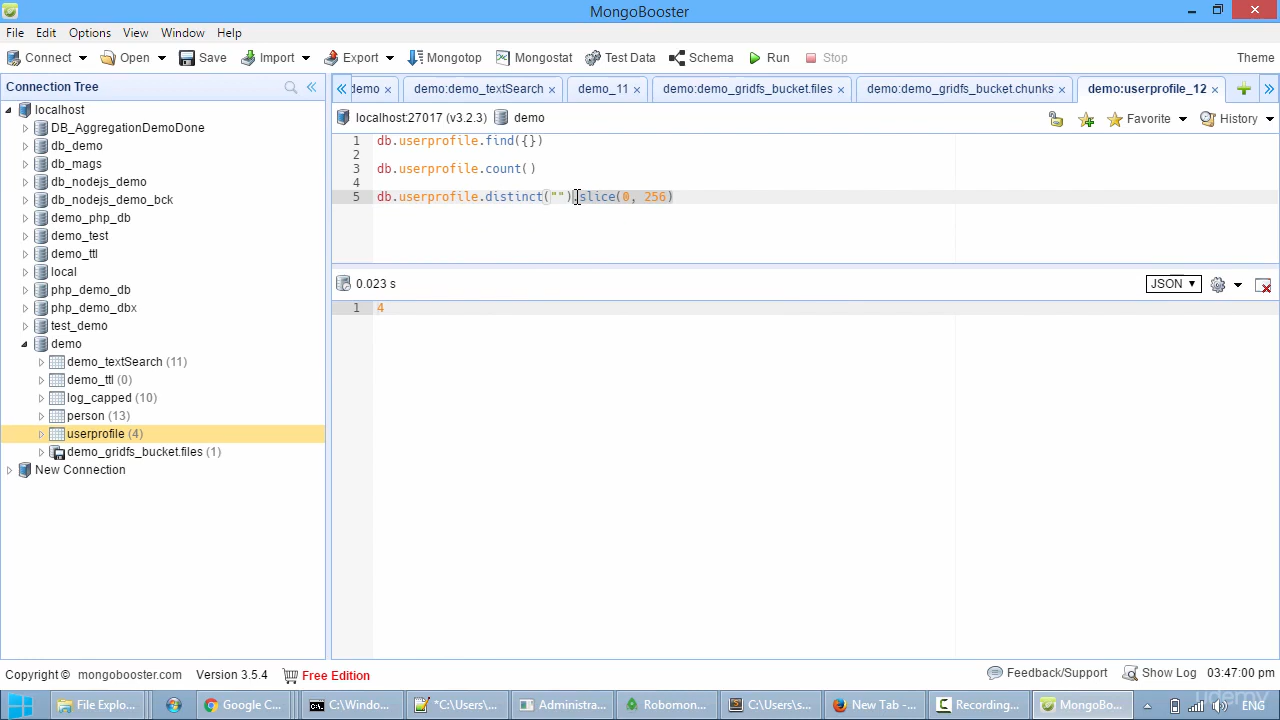 MongoBooster
File Edit Options View Window Help
Connect Open Save Import Export Mongotop Mongostat Test Data Schema Run Stop Theme
Connection Tree
demo × demo:demo_textSearch × demo_11 × demo:demo_gridfs_bucket.files × demo:demo_gridfs_bucket.chunks × demo:userprofile_12 ×
localhost:27017 (v3.2.3) demo Favorite History
localhost
DB_AggregationDemoDone
db_demo
db_mags
db_nodejs_demo
db_nodejs_demo_bck
demo_php_db
demo_test
demo_ttl
local
php_demo_db
php_demo_dbx
test_demo
demo
demo_textSearch (11)
demo_ttl (0)
log_capped (10)
person (13)
userprofile (4)
demo_gridfs_bucket.files (1)
New Connection
1 db.userprofile.find({})
2
3 db.userprofile.count()
4
5 db.userprofile.distinct("").slice(0, 256)
0.023 s JSON
1 4
Copyright © mongobooster.com Version 3.5.4 Free Edition Feedback/Support Show Log 03:47:00 pm
File Explo... Google C... C:\Windo... *C:\Users\... Administra... Robomon... C:\Users\s... New Tab -... Recording... MongoBo... ENG
udemy